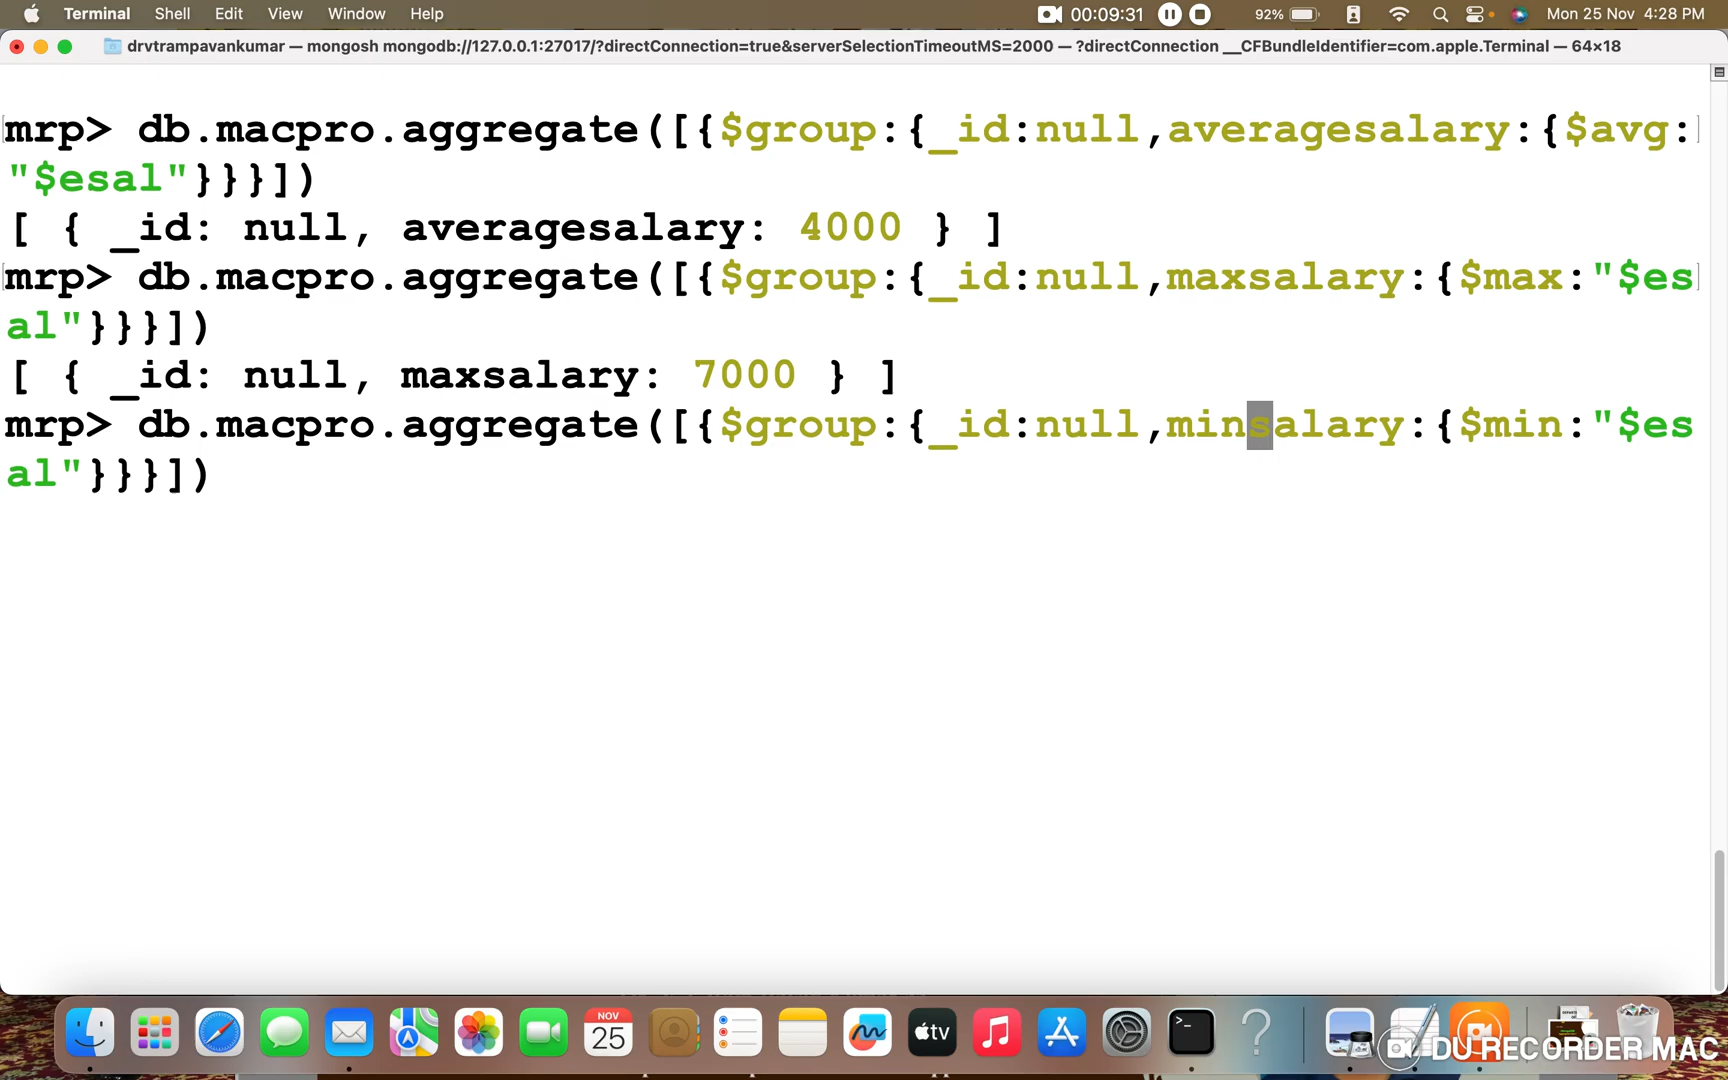 Terminal Shell Edit View Window Help 00:09:31 92% Mon 25 Nov 4:28 PM
drvtrampavankumar — mongosh mongodb://127.0.0.1:27017/?directConnection=true&serverSelectionTimeoutMS=2000 — ?directConnection __CFBundleIdentifier=com.apple.Terminal — 64×18
mrp> db.macpro.aggregate([{$group:{_id:null,averagesalary:{$avg:
"$esal"}}}])
[ { _id: null, averagesalary: 4000 } ]
mrp> db.macpro.aggregate([{$group:{_id:null,maxsalary:{$max:"$es
al"}}}])
[ { _id: null, maxsalary: 7000 } ]
mrp> db.macpro.aggregate([{$group:{_id:null,minsalary:{$min:"$es
al"}}}])
NOV
25
tv
>_
?
DU RECORDER MAC